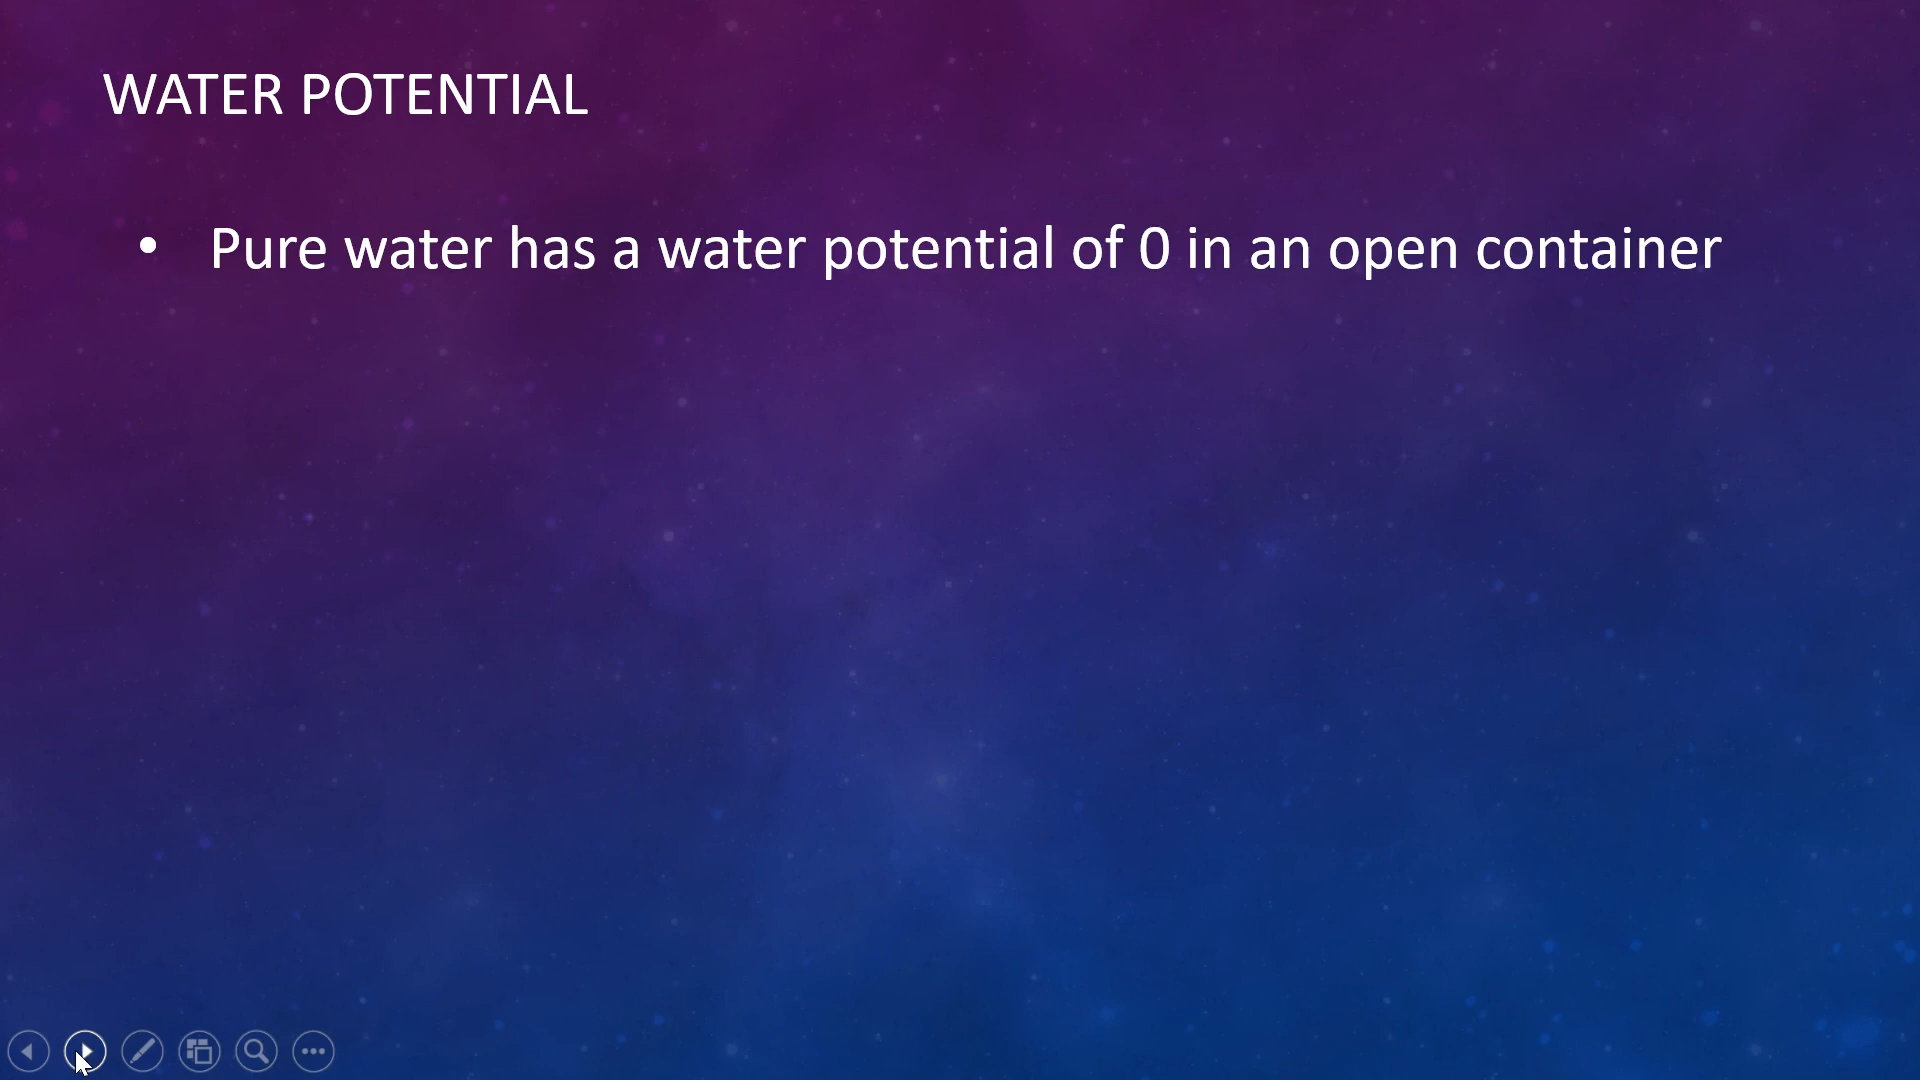 WATER POTENTIAL
• Pure water has a water potential of 0 in an open container